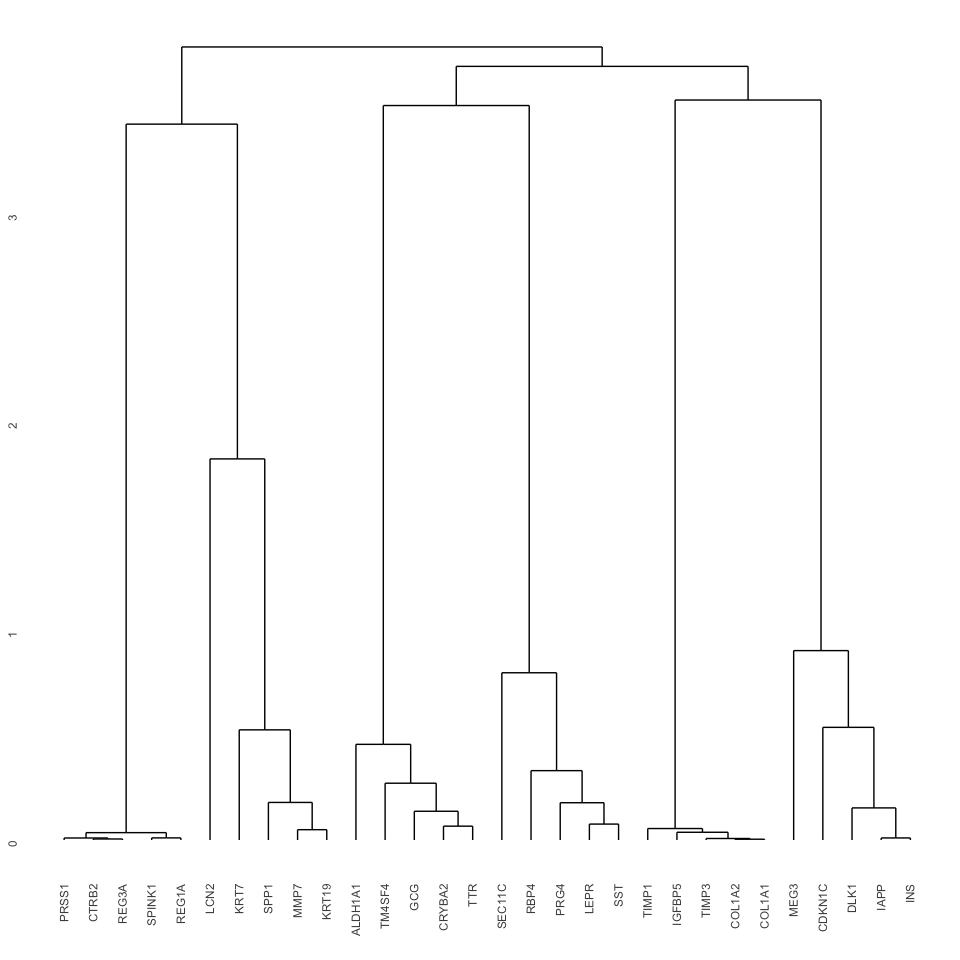 3
2
1
0
PRSS1
CTRB2
REG3A
SPINK1
REG1A
LCN2
KRT7
SPP1
MMP7
KRT19
ALDH1A1
TM4SF4
GCG
CRYBA2
TTR
SEC11C
RBP4
PRG4
LEPR
SST
TIMP1
IGFBP5
TIMP3
COL1A2
COL1A1
MEG3
CDKN1C
DLK1
IAPP
INS